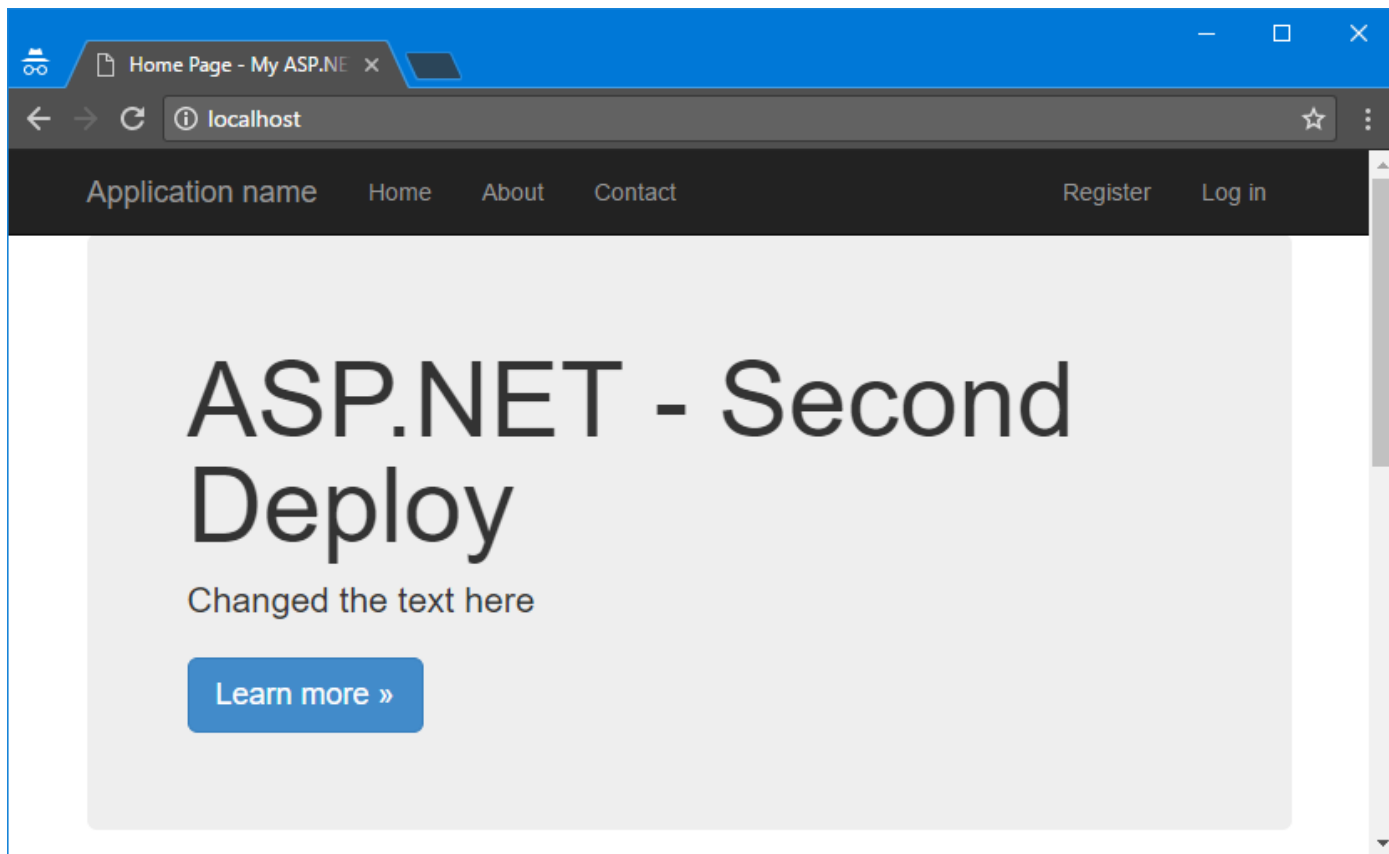 Home Page - My ASP.NE
localhost
Application name Home About Contact Register Log in
ASP.NET - Second
Deploy
Changed the text here
Learn more »